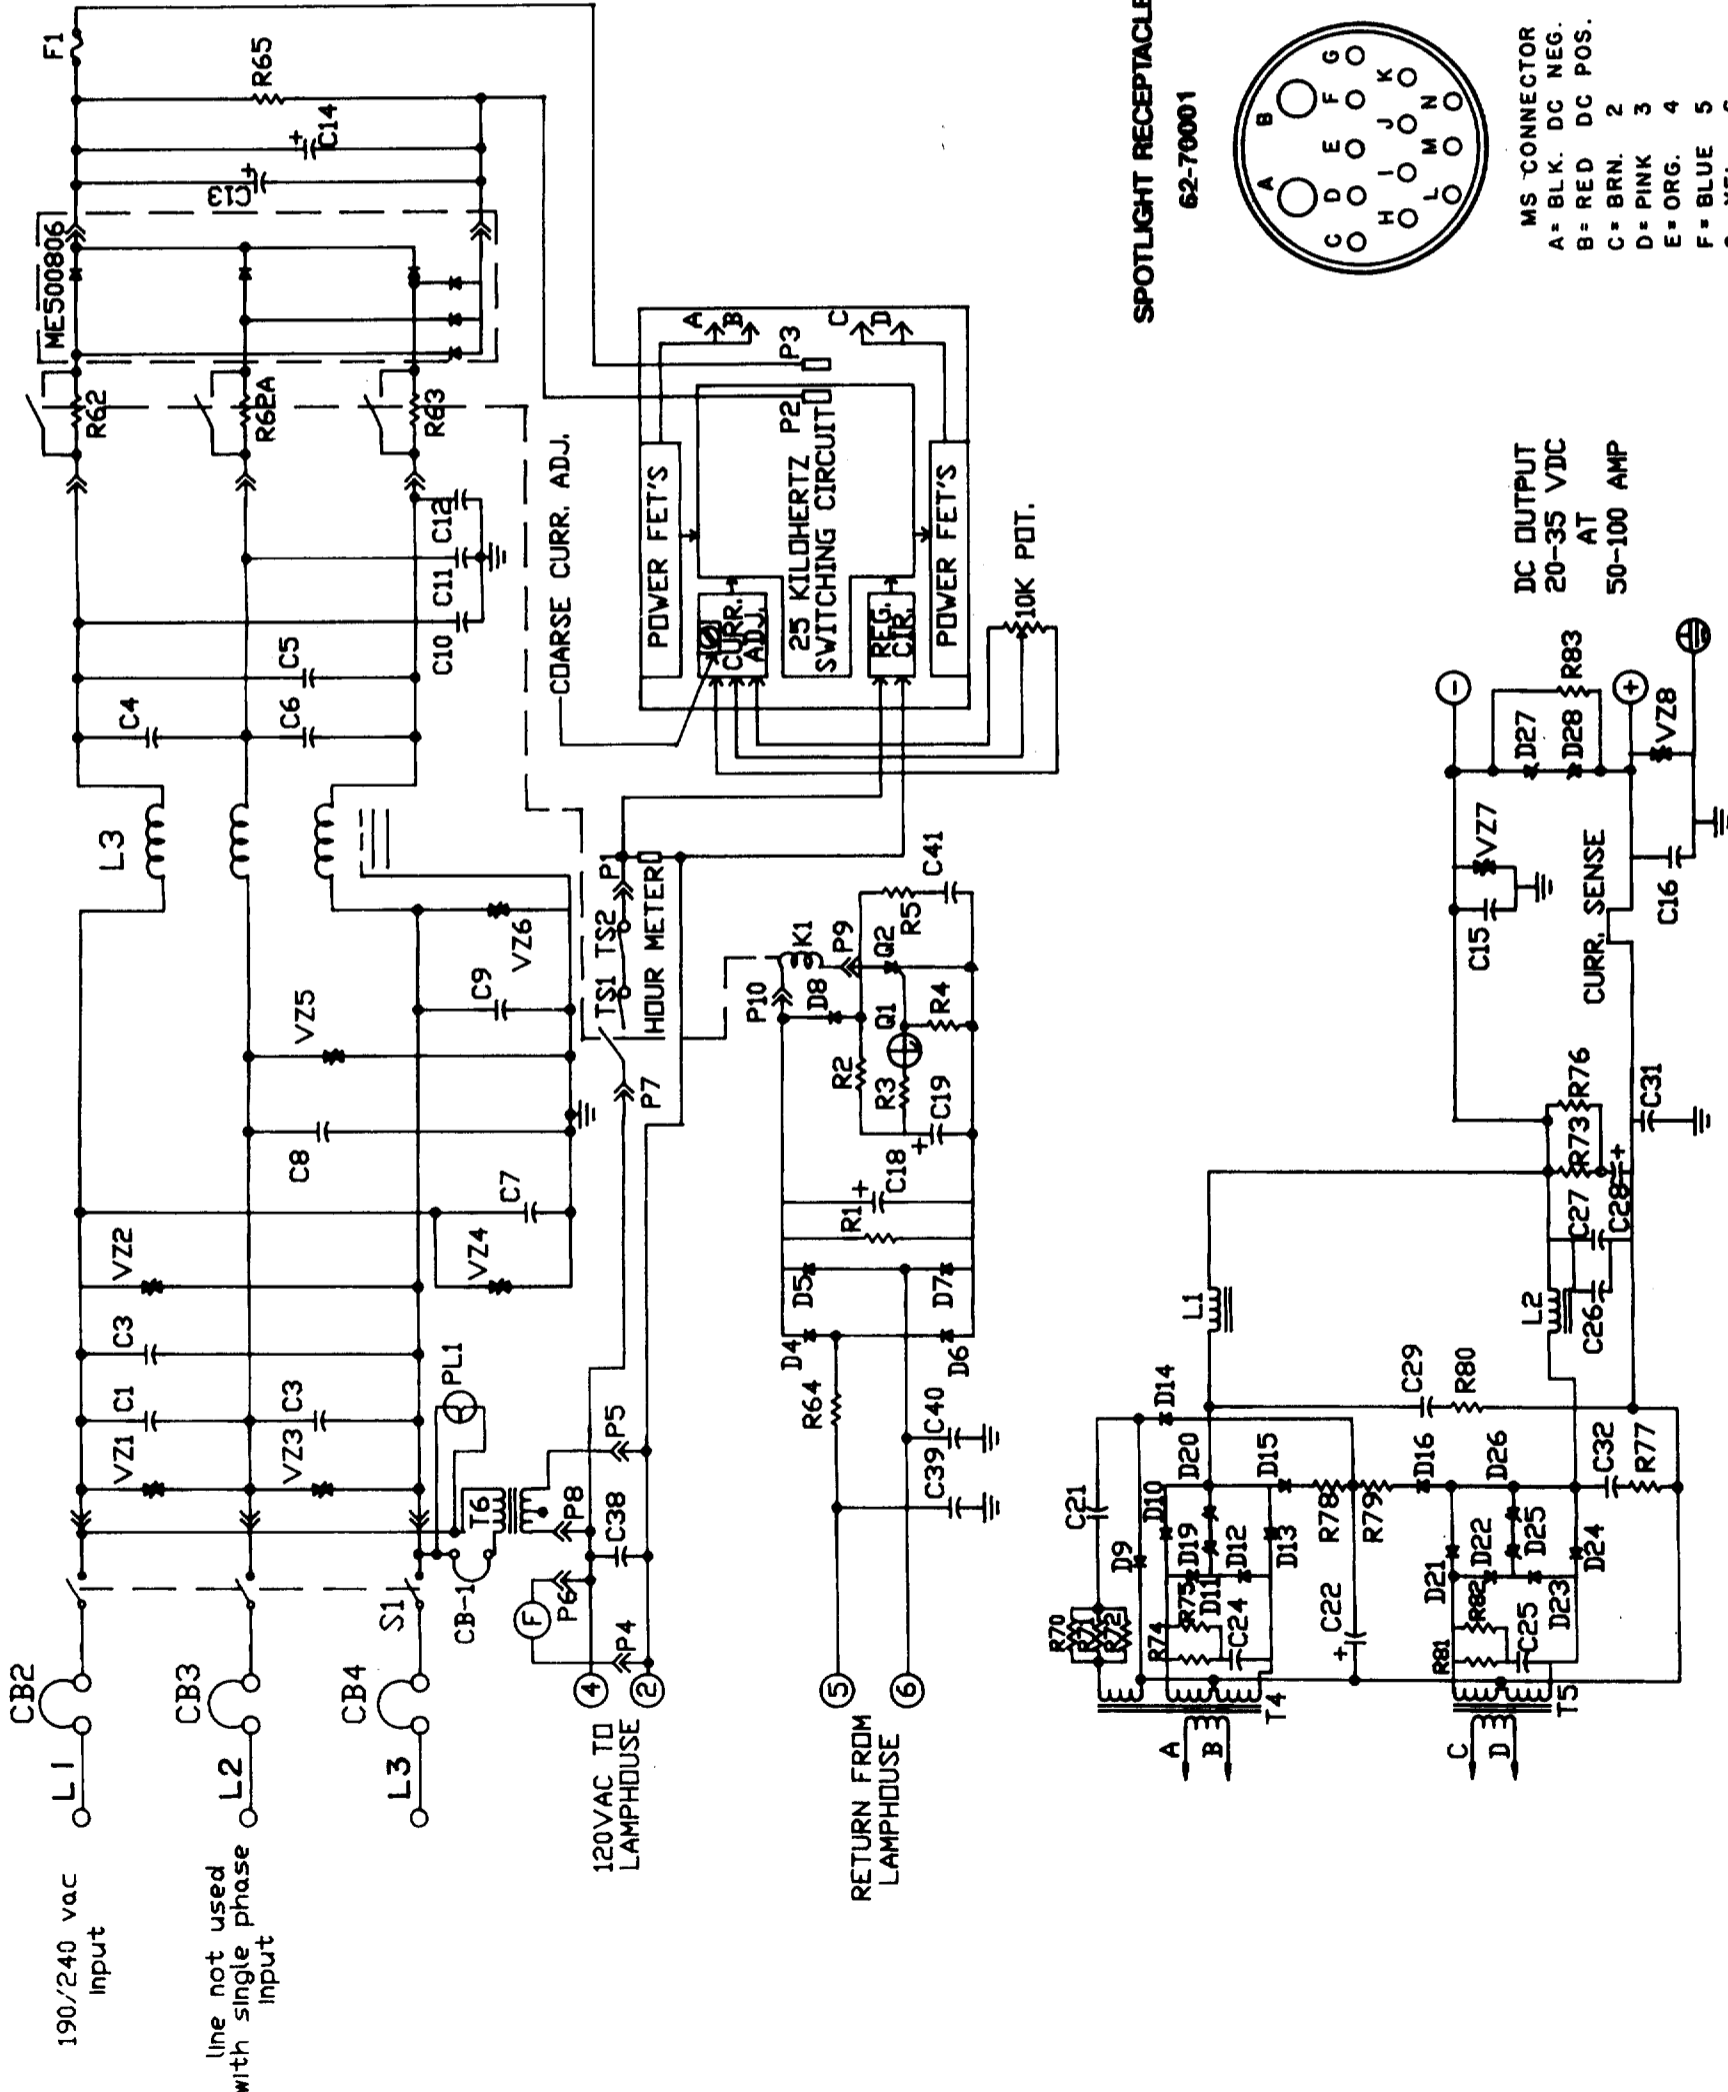 CB2
L1
190/240 vac
input
CB3
L2
line not used
with single phase
input
CB4
L3
S1
CB-1
T6
PL1
VZ1
C1
C3
VZ2
VZ3
C3
VZ4
C7
C8
VZ5
C9
VZ6
L3
C4
C5
C6
C10
C11
C12
R62
R62A
R63
ME500806
C13
+
C14
+
R65
F1
F
P6
P4
P8
C38
P5
4
2
120VAC TO
LAMPHOUSE
P7
TS1
TS2
P1
HOUR METER
COARSE CURR. ADJ.
POWER FET'S
CURR.
ADJ.
25 KILOHERTZ
SWITCHING CIRCUIT
REG.
CIR.
POWER FET'S
P2
P3
A
B
C
D
10K POT.
5
6
RETURN FROM
LAMPHOUSE
R64
C39
C40
D4
D5
D6
D7
R1
C18
+
C19
+
R2
R3
Q1
R4
D8
P10
K1
P9
Q2
R5
C41
A
B
T4
C
D
T5
R70
R71
R72
C21
D9
D10
D14
R74
R75
D11
C24
D19
D12
D20
D13
D15
R78
R79
C22
+
D16
R81
R82
C25
D21
D22
D23
D24
D25
D26
C32
R77
C29
R80
L1
L2
C26
C27
C28
+
R73
R76
C31
CURR. SENSE
C15
VZ7
C16
VZ8
D27
D28
R83
-
+
DC OUTPUT
20-35 VDC
AT
50-100 AMP
SPOTLIGHT RECEPTACLE
62-70001
A B
C D E F G
H I J K
L M N
MS CONNECTOR
A= BLK. DC NEG.
B= RED DC POS.
C= BRN. 2
D= PINK 3
E= ORG. 4
F= BLUE 5